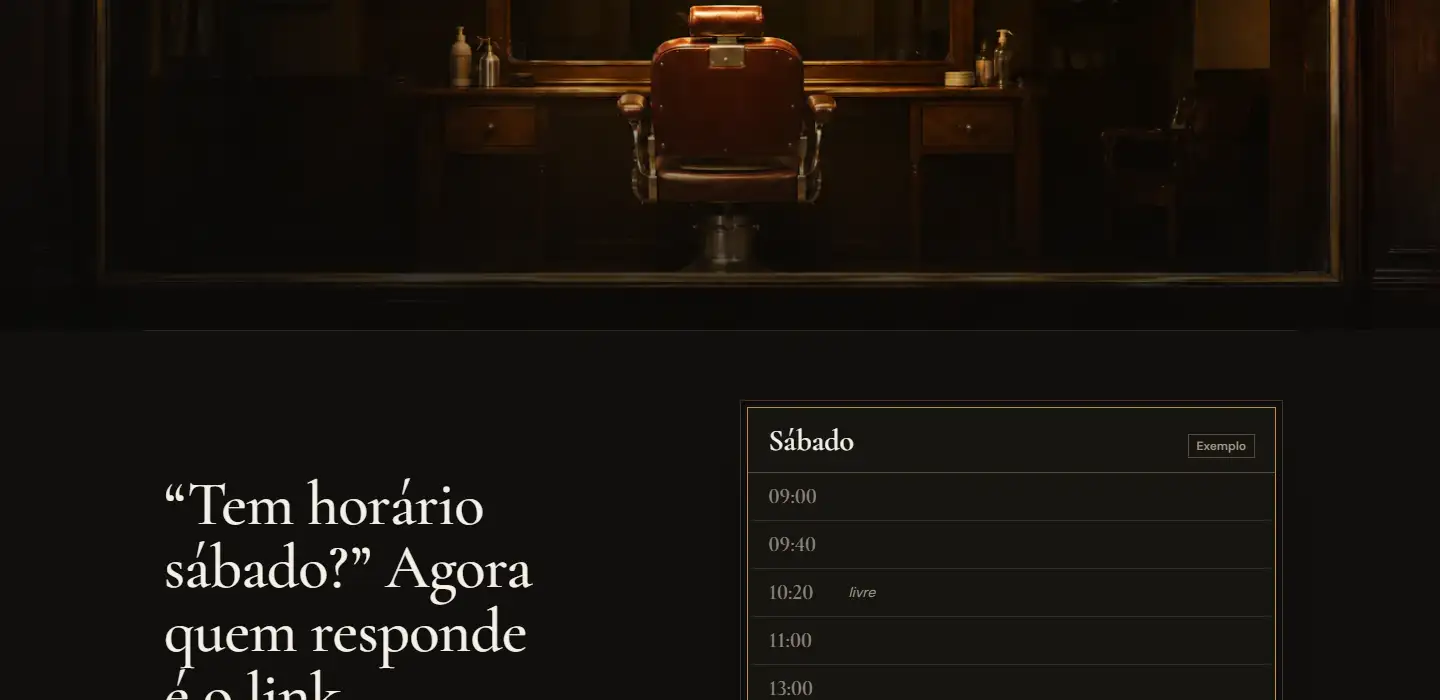 “Tem horário
sábado?” Agora
quem responde
é o link
Sábado
Exemplo
09:00
09:40
10:20 livre
11:00
13:00